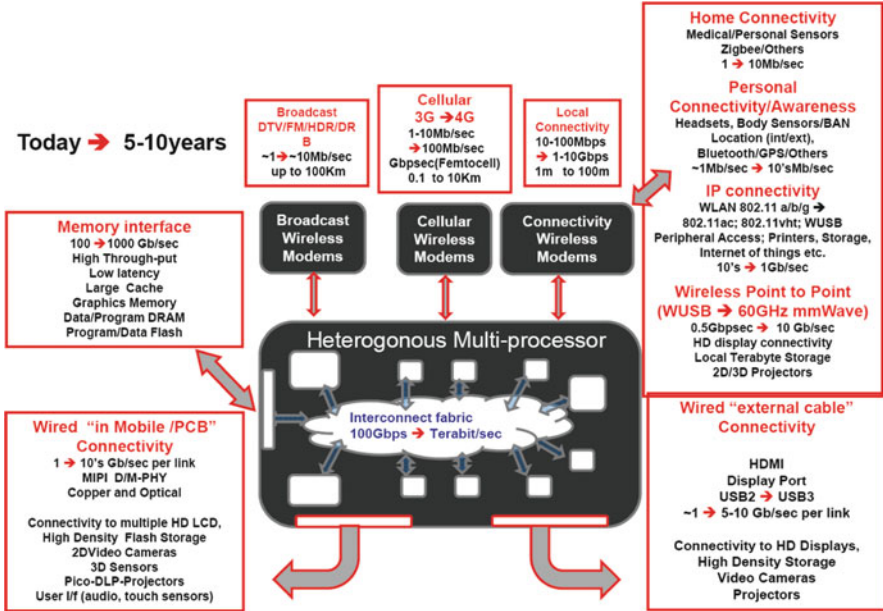 Today ➔ 5-10years
Broadcast
DTV/FM/HDR/DR
B
~1➔~10Mb/sec
up to 100Km
Cellular
3G ➔4G
1-10Mb/sec
➔100Mb/sec
Gbpsec(Femtocell)
0.1 to 10Km
Local
Connectivity
10-100Mbps
➔ 1-10Gbps
1m to 100m
Home Connectivity
Medical/Personal Sensors
Zigbee/Others
1 ➔ 10Mb/sec
Personal
Connectivity/Awareness
Headsets, Body Sensors/BAN
Location (int/ext),
Bluetooth/GPS/Others
~1Mb/sec ➔ 10'sMb/sec
IP connectivity
WLAN 802.11 a/b/g ➔
802.11ac; 802.11vht; WUSB
Peripheral Access; Printers, Storage,
Internet of things etc.
10's ➔ 1Gb/sec
Wireless Point to Point
(WUSB ➔ 60GHz mmWave)
0.5Gbpsec ➔ 10 Gb/sec
HD display connectivity
Local Terabyte Storage
2D/3D Projectors
Broadcast
Wireless
Modems
Cellular
Wireless
Modems
Connectivity
Wireless
Modems
Memory interface
100 ➔1000 Gb/sec
High Through-put
Low latency
Large Cache
Graphics Memory
Data/Program DRAM
Program/Data Flash
Heterogonous Multi-processor
Interconnect fabric
100Gbps ➔ Terabit/sec
Wired “in Mobile /PCB”
Connectivity
1 ➔ 10's Gb/sec per link
MIPI D/M-PHY
Copper and Optical
Connectivity to multiple HD LCD,
High Density Flash Storage
2DVideo Cameras
3D Sensors
Pico-DLP-Projectors
User I/f (audio, touch sensors)
Wired “external cable”
Connectivity
HDMI
Display Port
USB2 ➔ USB3
~1 ➔ 5-10 Gb/sec per link
Connectivity to HD Displays,
High Density Storage
Video Cameras
Projectors